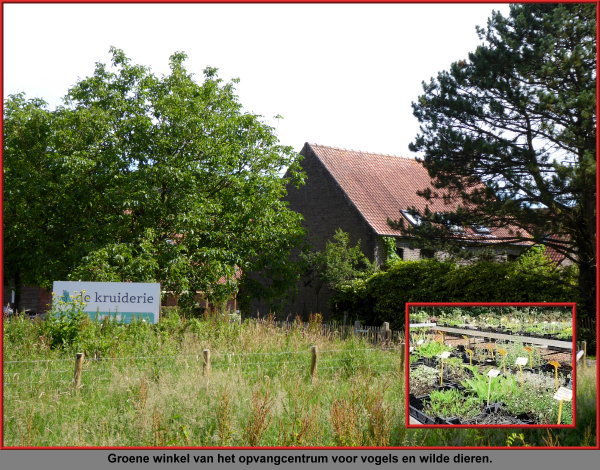 de kruiderie
Groene winkel van het opvangcentrum voor vogels en wilde dieren.